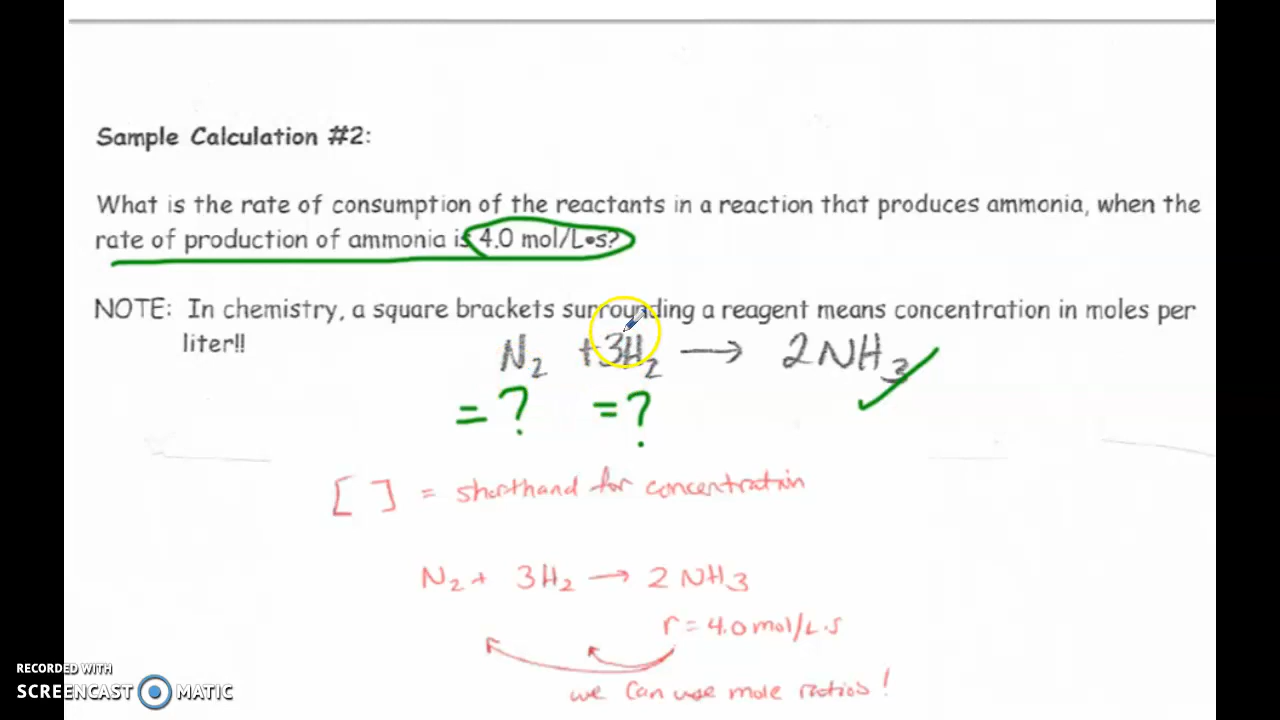 Sample Calculation #2:
What is the rate of consumption of the reactants in a reaction that produces ammonia, when the
rate of production of ammonia is 4.0 mol/L•s?
NOTE: In chemistry, a square brackets surrounding a reagent means concentration in moles per
liter!!
N₂ + 3H₂ → 2NH₃
= ? = ?
[ ] = shorthand for concentration
N₂ + 3H₂ → 2 NH₃
r = 4.0 mol/L.s
we can use mole ratios!
RECORDED WITH
SCREENCAST MATIC